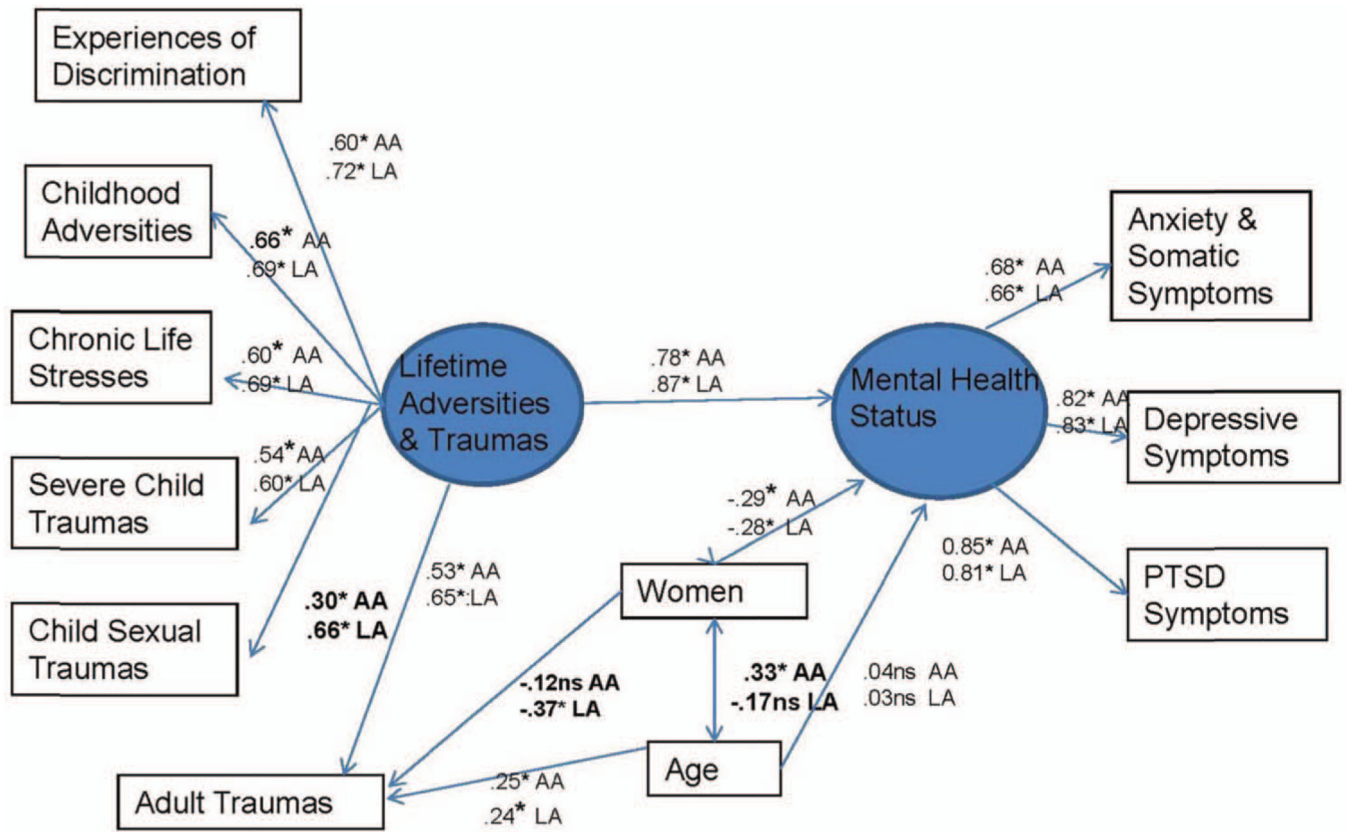 Experiences of
Discrimination
.60* AA
.72* LA
Childhood
Adversities
.66* AA
.69* LA
Anxiety &
Somatic
Symptoms
.68* AA
.66* LA
Chronic Life
Stresses
.60* AA
.69* LA
Lifetime
Adversities
& Traumas
.78* AA
.87* LA
Mental Health
Status
.82* AA
.83* LA
Depressive
Symptoms
Severe Child
Traumas
.54* AA
.60* LA
-.29* AA
-.28* LA
0.85* AA
0.81* LA
PTSD
Symptoms
Child Sexual
Traumas
.30* AA
.66* LA
.53* AA
.65*:LA
Women
-.12ns AA
-.37* LA
.33* AA
-.17ns LA
.04ns AA
.03ns LA
Adult Traumas
.25* AA
.24* LA
Age